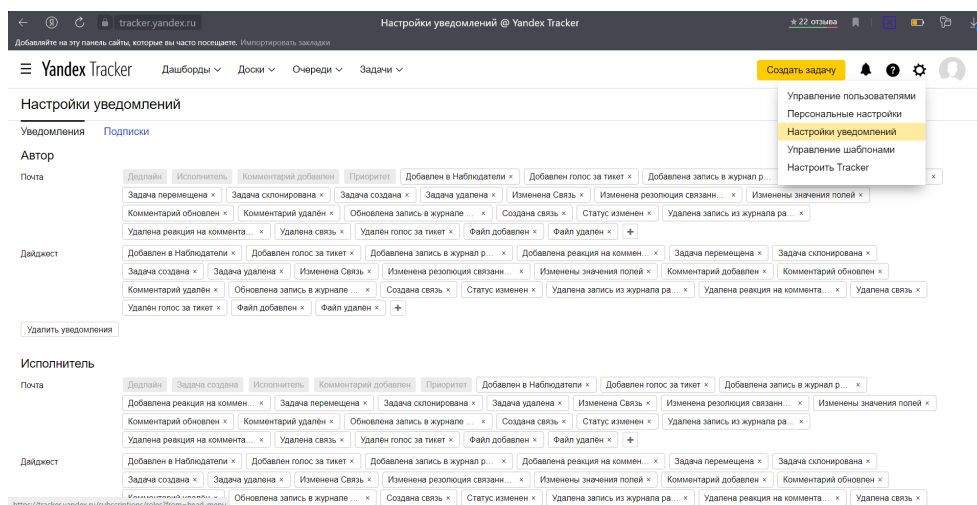 tracker.yandex.ru Настройки уведомлений @ Yandex Tracker ★22 отзыва
Добавляйте на эту панель сайты, которые вы часто посещаете. Импортировать закладки
Yandex Tracker Дашборды Доски Очереди Задачи Создать задачу
Управление пользователями
Настройки уведомлений
Персональные настройки
Настройки уведомлений
Уведомления Подписки
Управление шаблонами
Автор
Настроить Tracker
Почта Дедлайн Исполнитель Комментарий добавлен Приоритет Добавлен в Наблюдатели × Добавлен голос за тикет × Добавлена запись в журнал р... ×
Задача перемещена × Задача склонирована × Задача создана × Задача удалена × Изменена Связь × Изменена резолюция связанн... × Изменены значения полей ×
Комментарий обновлен × Комментарий удалён × Обновлена запись в журнале ... × Создана связь × Статус изменен × Удалена запись из журнала ра... ×
Удалена реакция на коммента... × Удалена связь × Удалён голос за тикет × Файл добавлен × Файл удалён × +
Дайджест Добавлен в Наблюдатели × Добавлен голос за тикет × Добавлена запись в журнал р... × Добавлена реакция на коммен... × Задача перемещена × Задача склонирована ×
Задача создана × Задача удалена × Изменена Связь × Изменена резолюция связанн... × Изменены значения полей × Комментарий добавлен × Комментарий обновлен ×
Комментарий удалён × Обновлена запись в журнале ... × Создана связь × Статус изменен × Удалена запись из журнала ра... × Удалена реакция на коммента... × Удалена связь ×
Удалён голос за тикет × Файл добавлен × Файл удалён × +
Удалить уведомления
Исполнитель
Почта Дедлайн Задача создана Исполнитель Комментарий добавлен Приоритет Добавлен в Наблюдатели × Добавлен голос за тикет × Добавлена запись в журнал р... ×
Добавлена реакция на коммен... × Задача перемещена × Задача склонирована × Задача удалена × Изменена Связь × Изменена резолюция связанн... × Изменены значения полей ×
Комментарий обновлен × Комментарий удалён × Обновлена запись в журнале ... × Создана связь × Статус изменен × Удалена запись из журнала ра... ×
Удалена реакция на коммента... × Удалена связь × Удалён голос за тикет × Файл добавлен × Файл удалён × +
Дайджест Добавлен в Наблюдатели × Добавлен голос за тикет × Добавлена запись в журнал р... × Добавлена реакция на коммен... × Задача перемещена × Задача склонирована ×
Задача создана × Задача удалена × Изменена Связь × Изменена резолюция связанн... × Изменены значения полей × Комментарий добавлен × Комментарий обновлен ×
Комментарий удалён × Обновлена запись в журнале ... × Создана связь × Статус изменен × Удалена запись из журнала ра... × Удалена реакция на коммента... × Удалена связь ×
https://tracker.yandex.ru/subscriptions/roles?from=head-menu